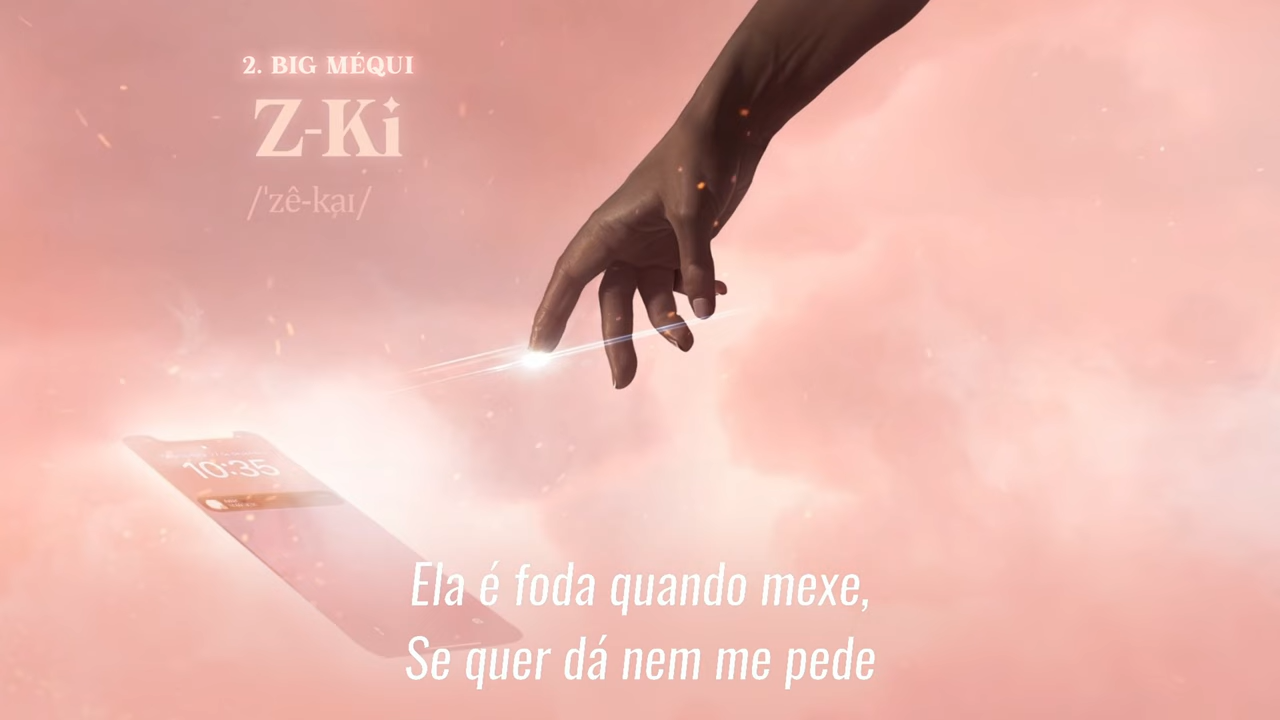 2. BIG MÉQUI
Z-Ki
/'zê-kaɪ/
10:35
Ela é foda quando mexe,
Se quer dá nem me pede